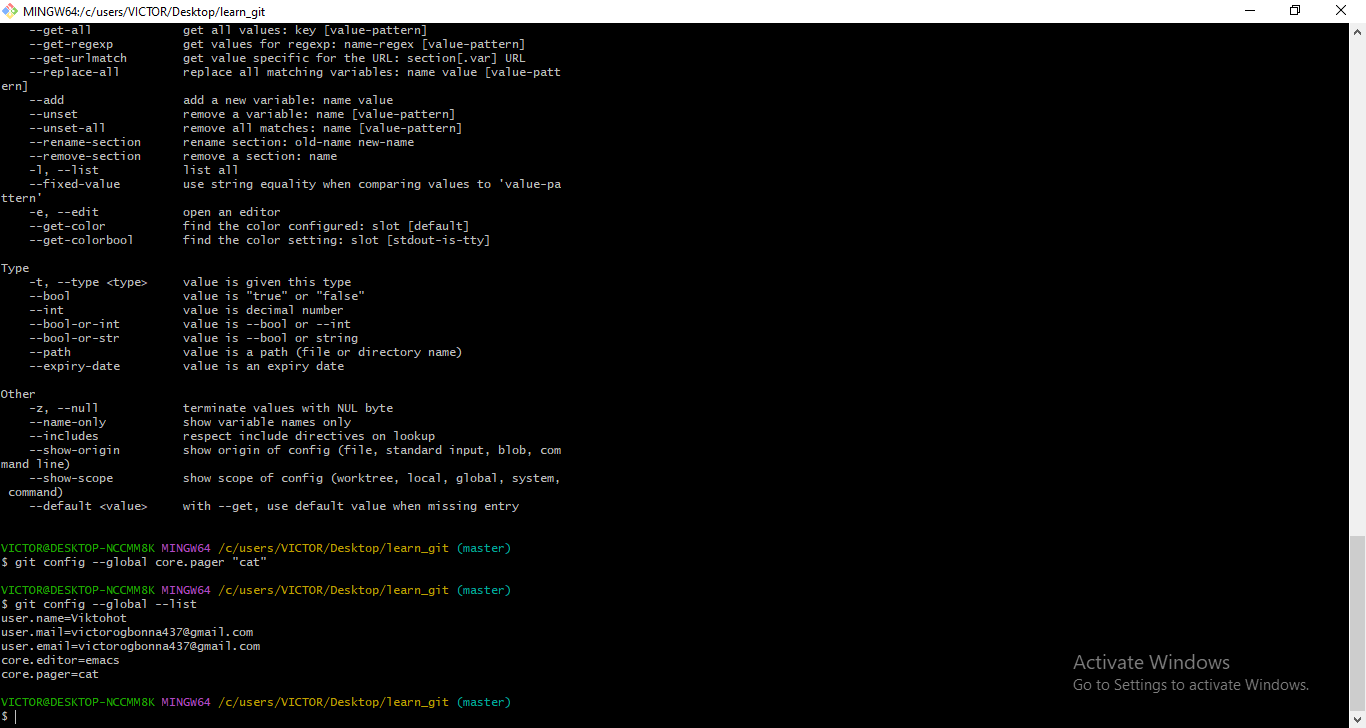 MINGW64:/c/users/VICTOR/Desktop/learn_git
--get-all get all values: key [value-pattern]
--get-regexp get values for regexp: name-regex [value-pattern]
--get-urlmatch get value specific for the URL: section[.var] URL
--replace-all replace all matching variables: name value [value-patt
ern]
--add add a new variable: name value
--unset remove a variable: name [value-pattern]
--unset-all remove all matches: name [value-pattern]
--rename-section rename section: old-name new-name
--remove-section remove a section: name
-l, --list list all
--fixed-value use string equality when comparing values to 'value-pa
ttern'
-e, --edit open an editor
--get-color find the color configured: slot [default]
--get-colorbool find the color setting: slot [stdout-is-tty]
Type
-t, --type <type> value is given this type
--bool value is "true" or "false"
--int value is decimal number
--bool-or-int value is --bool or --int
--bool-or-str value is --bool or string
--path value is a path (file or directory name)
--expiry-date value is an expiry date
Other
-z, --null terminate values with NUL byte
--name-only show variable names only
--includes respect include directives on lookup
--show-origin show origin of config (file, standard input, blob, com
mand line)
--show-scope show scope of config (worktree, local, global, system,
command)
--default <value> with --get, use default value when missing entry
VICTOR@DESKTOP-NCCMM8K MINGW64 /c/users/VICTOR/Desktop/learn_git (master)
$ git config --global core.pager "cat"
VICTOR@DESKTOP-NCCMM8K MINGW64 /c/users/VICTOR/Desktop/learn_git (master)
$ git config --global --list
user.name=Viktohot
user.mail=victorogbonna437@gmail.com
user.email=victorogbonna437@gmail.com
core.editor=emacs
core.pager=cat
VICTOR@DESKTOP-NCCMM8K MINGW64 /c/users/VICTOR/Desktop/learn_git (master)
$
Activate Windows
Go to Settings to activate Windows.